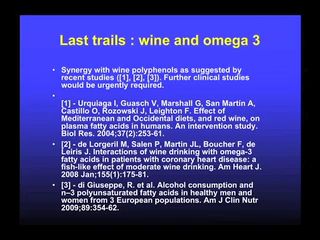 Last trails : wine and omega 3
• Synergy with wine polyphenols as suggested by
recent studies ([1], [2], [3]). Further clinical studies
would be urgently required.
•
[1] - Urquiaga I, Guasch V, Marshall G, San Martín A,
Castillo O, Rozowski J, Leighton F. Effect of
Mediterranean and Occidental diets, and red wine, on
plasma fatty acids in humans. An intervention study.
Biol Res. 2004;37(2):253-61.
• [2] - de Lorgeril M, Salen P, Martin JL, Boucher F, de
Leiris J. Interactions of wine drinking with omega-3
fatty acids in patients with coronary heart disease: a
fish-like effect of moderate wine drinking. Am Heart J.
2008 Jan;155(1):175-81.
• [3] - di Giuseppe, R. et al. Alcohol consumption and
n–3 polyunsaturated fatty acids in healthy men and
women from 3 European populations. Am J Clin Nutr
2009;89:354-62.